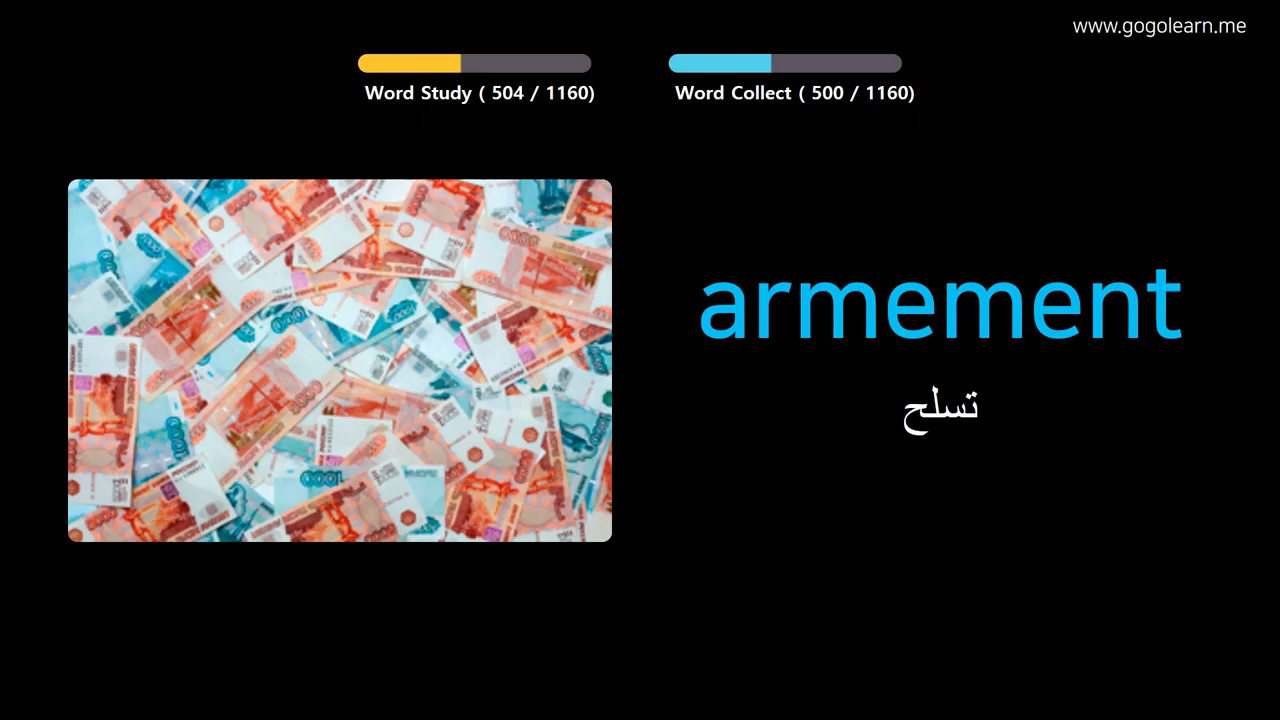 www.gogolearn.me
Word Study ( 504 / 1160)
Word Collect ( 500 / 1160)
armement
تسلح